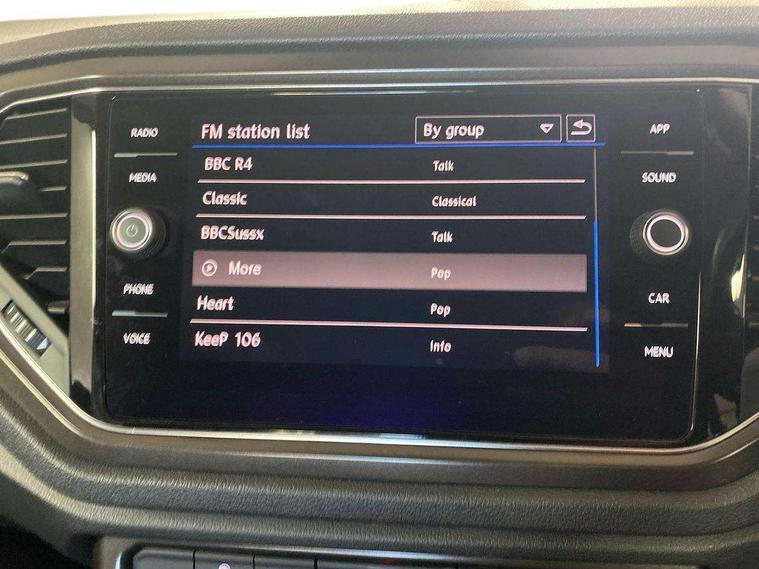 RADIO
MEDIA
PHONE
VOICE
FM station list By group
BBC R4 Talk
Classic Classical
BBCSussx Talk
More Pop
Heart Pop
KeeP 106 Info
APP
SOUND
CAR
MENU